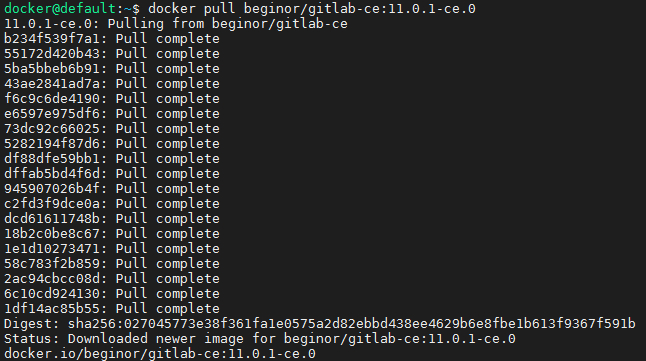 docker@default:~$ docker pull beginor/gitlab-ce:11.0.1-ce.0
11.0.1-ce.0: Pulling from beginor/gitlab-ce
b234f539f7a1: Pull complete
55172d420b43: Pull complete
5ba5bbeb6b91: Pull complete
43ae2841ad7a: Pull complete
f6c9c6de4190: Pull complete
e6597e975df6: Pull complete
73dc92c66025: Pull complete
5282194f87d6: Pull complete
df88dfe59bb1: Pull complete
dffab5bd4f6d: Pull complete
945907026b4f: Pull complete
c2fd3f9dce0a: Pull complete
dcd61611748b: Pull complete
18b2c0be8c67: Pull complete
1e1d10273471: Pull complete
58c783f2b859: Pull complete
2ac94cbcc08d: Pull complete
6c10cd924130: Pull complete
1df14ac85b55: Pull complete
Digest: sha256:027045773e38f361fa1e0575a2d82ebbd438ee4629b6e8fbe1b613f9367f591b
Status: Downloaded newer image for beginor/gitlab-ce:11.0.1-ce.0
docker.io/beginor/gitlab-ce:11.0.1-ce.0